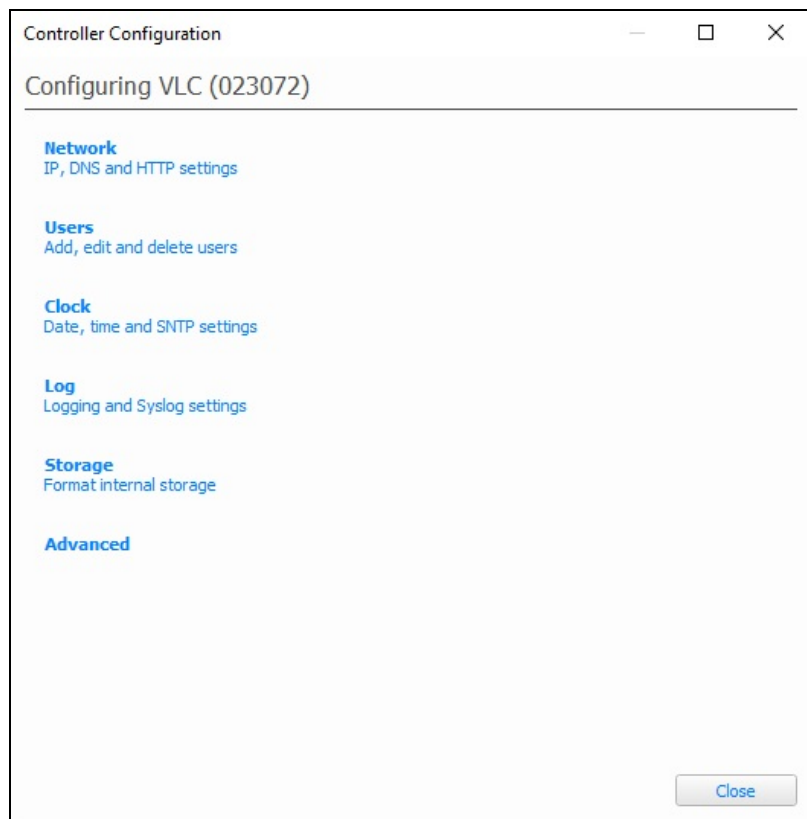 Controller Configuration
Configuring VLC (023072)
Network
IP, DNS and HTTP settings
Users
Add, edit and delete users
Clock
Date, time and SNTP settings
Log
Logging and Syslog settings
Storage
Format internal storage
Advanced
Close